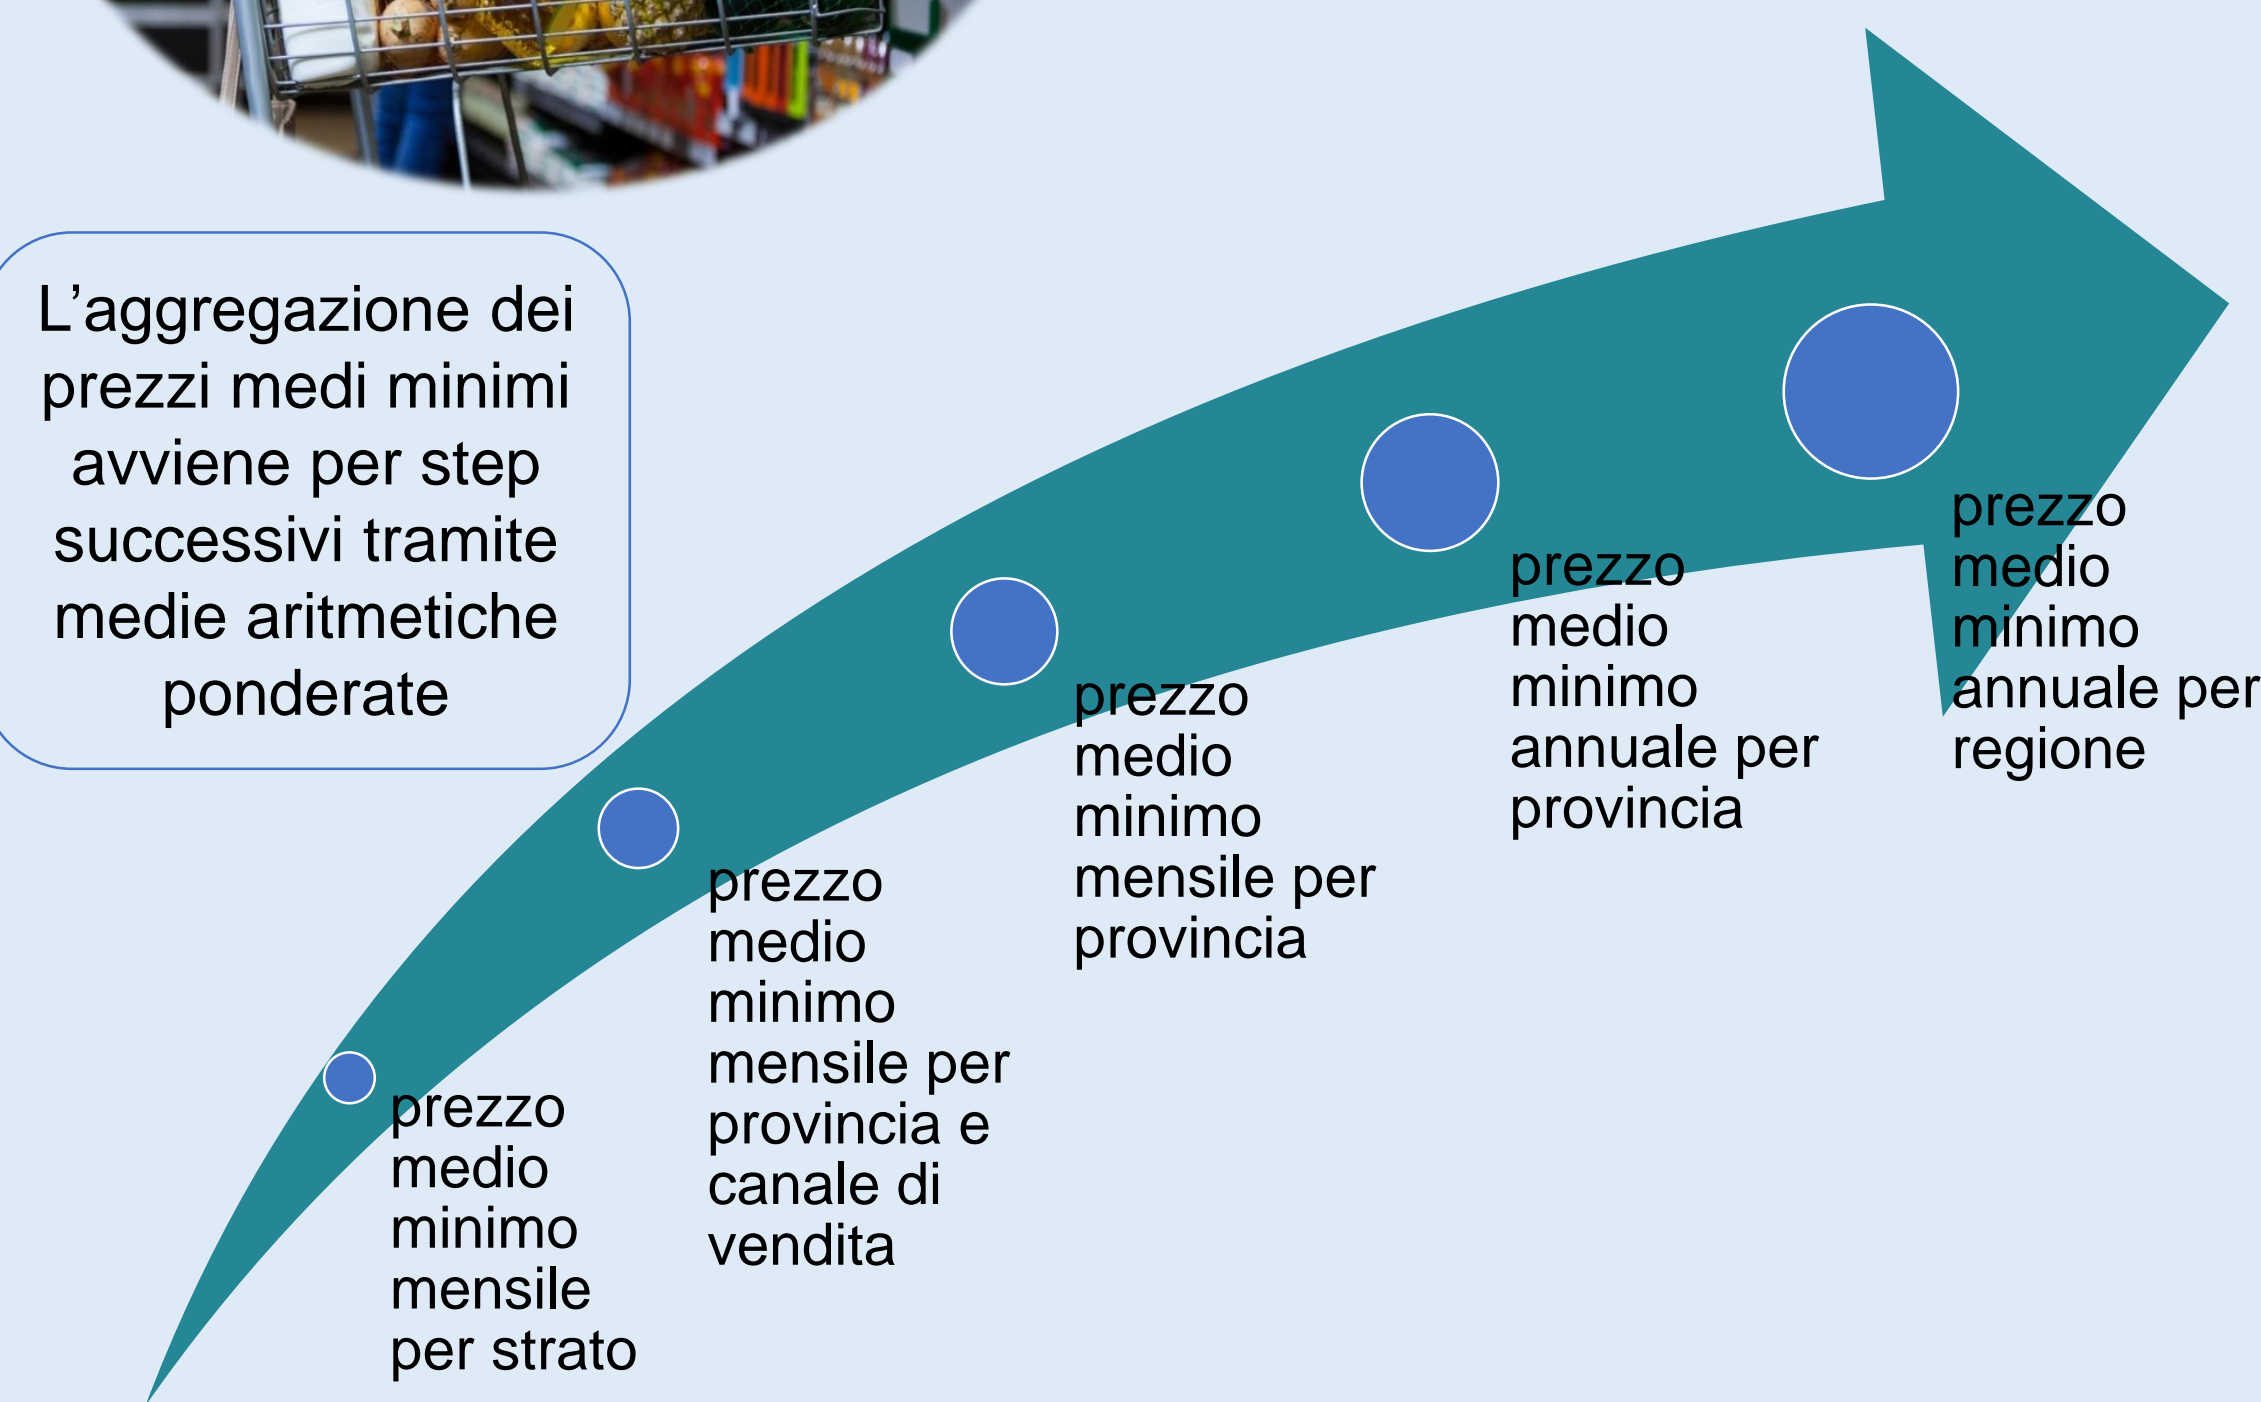 L’aggregazione dei
prezzi medi minimi
avviene per step
successivi tramite
medie aritmetiche
ponderate
prezzo
medio
minimo
mensile
per strato
prezzo
medio
minimo
mensile per
provincia e
canale di
vendita
prezzo
medio
minimo
mensile per
provincia
prezzo
medio
minimo
annuale per
provincia
prezzo
medio
minimo
annuale per
regione